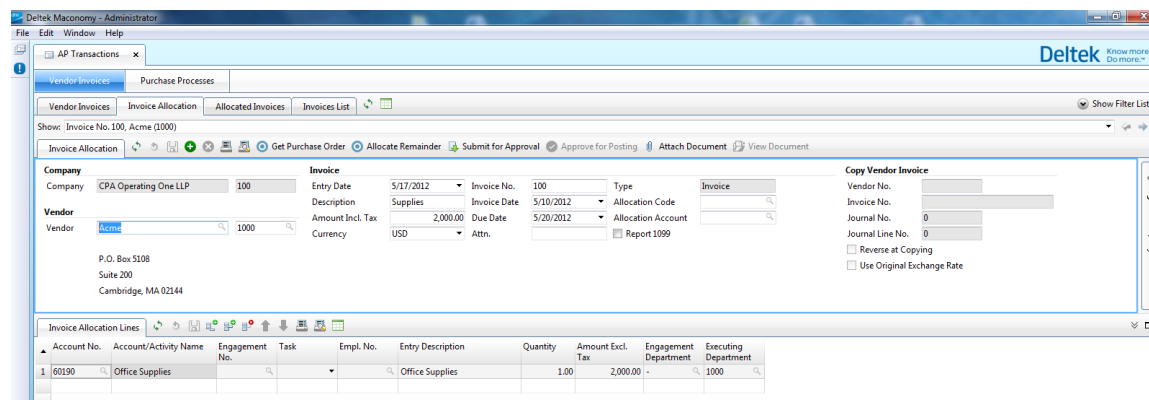 Deltek Maconomy - Administrator
File Edit Window Help
AP Transactions
Deltek Know more. Do more.™
Vendor Invoices Purchase Processes
Vendor Invoices Invoice Allocation Allocated Invoices Invoices List Show Filter List
Show: Invoice No. 100, Acme (1000)
Invoice Allocation Get Purchase Order Allocate Remainder Submit for Approval Approve for Posting Attach Document View Document
Company Invoice Copy Vendor Invoice
Company CPA Operating One LLP 100 Entry Date 5/17/2012 Invoice No. 100 Type Invoice Vendor No.
Description Supplies Invoice Date 5/10/2012 Allocation Code Invoice No.
Vendor Amount Incl. Tax 2,000.00 Due Date 5/20/2012 Allocation Account Journal No. 0
Vendor Acme 1000 Currency USD Attn. Report 1099 Journal Line No. 0
Reverse at Copying
P.O. Box 5108 Use Original Exchange Rate
Suite 200
Cambridge, MA 02144
Invoice Allocation Lines
Account No. Account/Activity Name Engagement No. Task Empl. No. Entry Description Quantity Amount Excl. Tax Engagement Department Executing Department
1 60190 Office Supplies Office Supplies 1.00 2,000.00 - 1000